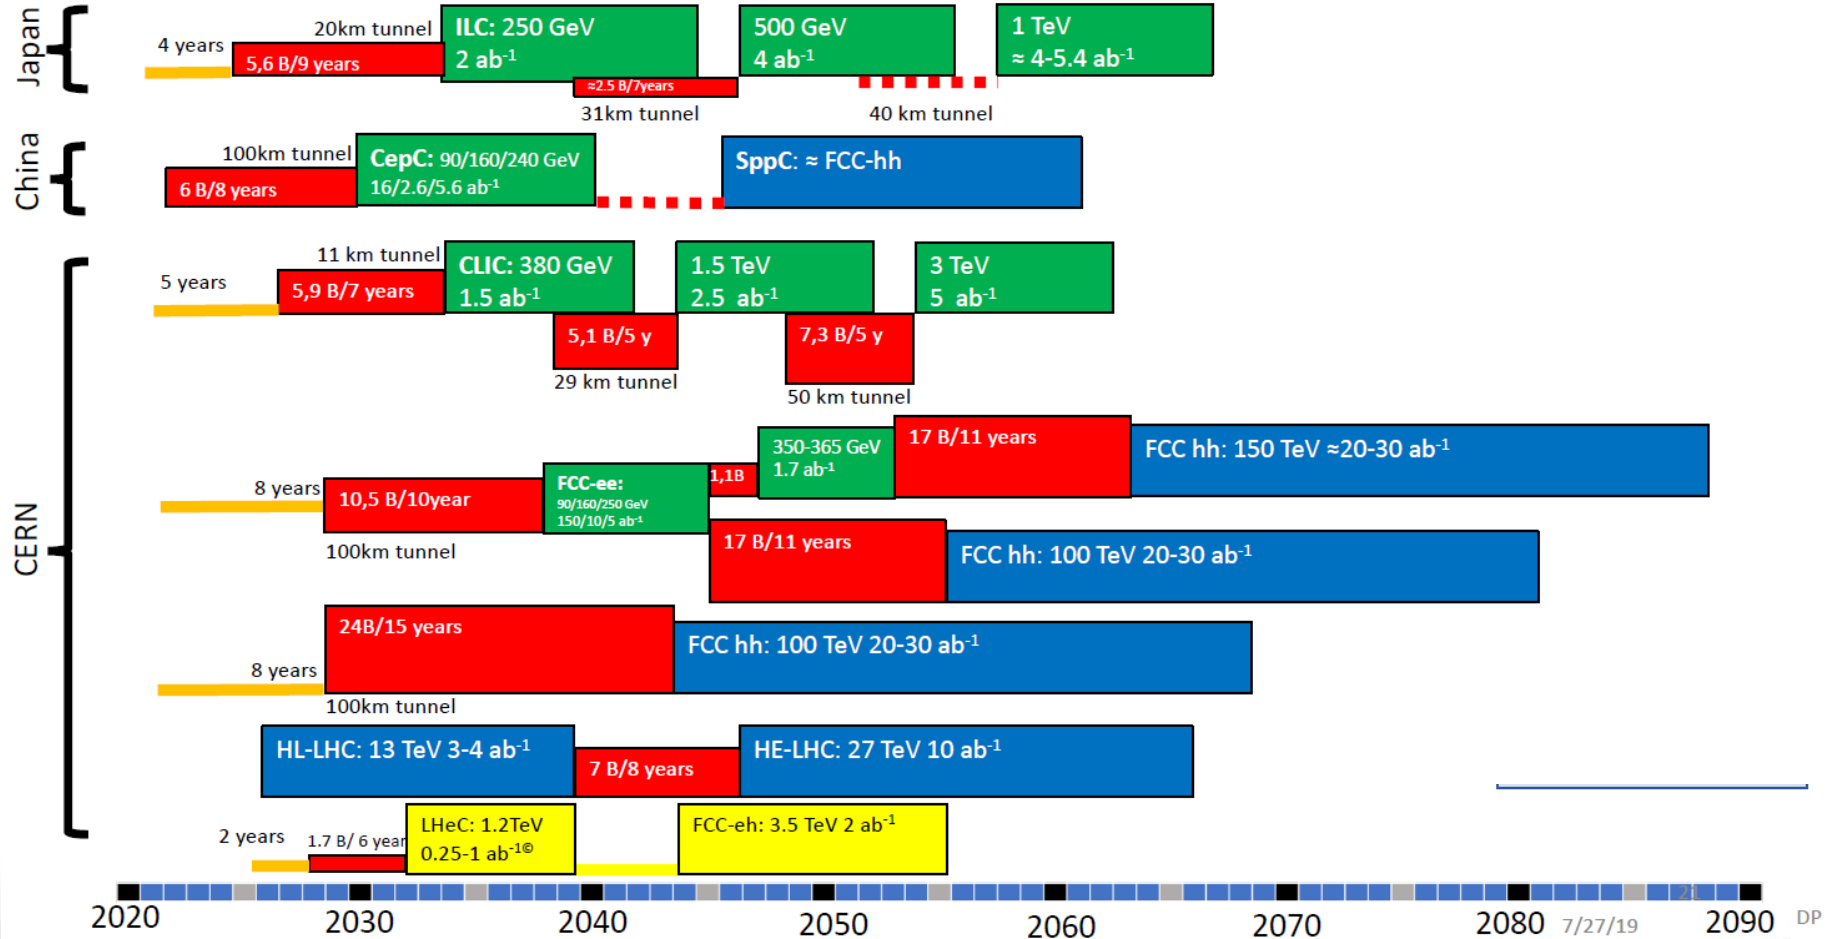 Japan
4 years
20km tunnel
5,6 B/9 years
ILC: 250 GeV
2 ab-1
≈2.5 B/7years
31km tunnel
500 GeV
4 ab-1
40 km tunnel
1 TeV
≈ 4-5.4 ab-1
China
100km tunnel
6 B/8 years
CepC: 90/160/240 GeV
16/2.6/5.6 ab-1
SppC: ≈ FCC-hh
CERN
5 years
11 km tunnel
5,9 B/7 years
CLIC: 380 GeV
1.5 ab-1
5,1 B/5 y
29 km tunnel
1.5 TeV
2.5 ab-1
7,3 B/5 y
50 km tunnel
3 TeV
5 ab-1
8 years
10,5 B/10year
100km tunnel
FCC-ee:
90/160/250 GeV
150/10/5 ab-1
1,1B
350-365 GeV
1.7 ab-1
17 B/11 years
FCC hh: 150 TeV ≈20-30 ab-1
17 B/11 years
FCC hh: 100 TeV 20-30 ab-1
8 years
24B/15 years
100km tunnel
FCC hh: 100 TeV 20-30 ab-1
HL-LHC: 13 TeV 3-4 ab-1
7 B/8 years
HE-LHC: 27 TeV 10 ab-1
2 years
1.7 B/ 6 year
LHeC: 1.2TeV
0.25-1 ab-1©
FCC-eh: 3.5 TeV 2 ab-1
21
2020
2030
2040
2050
2060
2070
2080
7/27/19
2090
DP